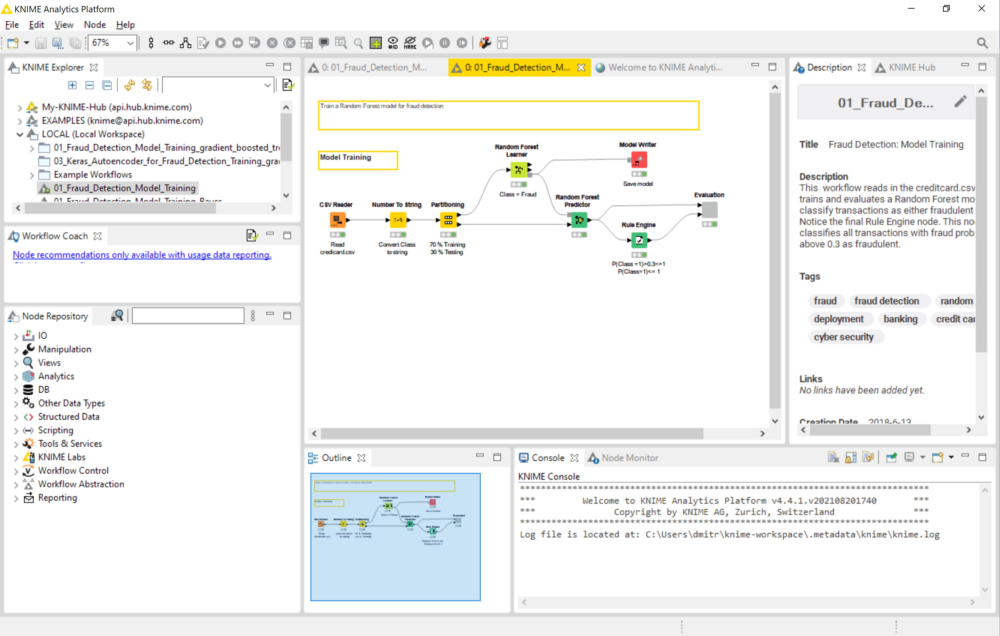 KNIME Analytics Platform
File Edit View Node Help
67%
#ID
NAME
KNIME Explorer
My-KNIME-Hub (api.hub.knime.com)
EXAMPLES (knime@api.hub.knime.com)
LOCAL (Local Workspace)
01_Fraud_Detection_Model_Training_gradient_boosted_tr
03_Keras_Autoencoder_for_Fraud_Detection_Training_gra
Example Workflows
01_Fraud_Detection_Model_Training
01_Fraud_Detection_Model_Training_Bayes
Workflow Coach
Node recommendations only available with usage data reporting.
Node Repository
IO
Manipulation
Views
Analytics
DB
Other Data Types
Structured Data
Scripting
Tools & Services
KNIME Labs
Workflow Control
Workflow Abstraction
Reporting
0: 01_Fraud_Detection_M...
0: 01_Fraud_Detection_M...
Welcome to KNIME Analyti...
Train a Random Forest model for fraud detection
Model Training
Random Forest
Learner
Class = Fraud
Model Writer
Save model
CSV Reader
Read
credicard.csv
Number To String
Convert Class
to string
Partitioning
70 % Training
30 % Testing
Random Forest
Predictor
Rule Engine
P(Class =1)>0.3=>1
P(Class=1)<= 1
Evaluation
Description
KNIME Hub
01_Fraud_De...
Title Fraud Detection: Model Training
Description
This workflow reads in the creditcard.csv
trains and evaluates a Random Forest mo
classify transactions as either fraudulent
Notice the final Rule Engine node. This no
classifies all transactions with fraud prob
above 0.3 as fraudulent.
Tags
fraud fraud detection random
deployment banking credit car
cyber security
Links
No links have been added yet.
Creation Date 2018-6-13
Outline
Console
Node Monitor
KNIME Console
********************************************************************************
*** Welcome to KNIME Analytics Platform v4.4.1.v202108201740 ***
*** Copyright by KNIME AG, Zurich, Switzerland ***
********************************************************************************
Log file is located at: C:\Users\dmitr\knime-workspace\.metadata\knime\knime.log